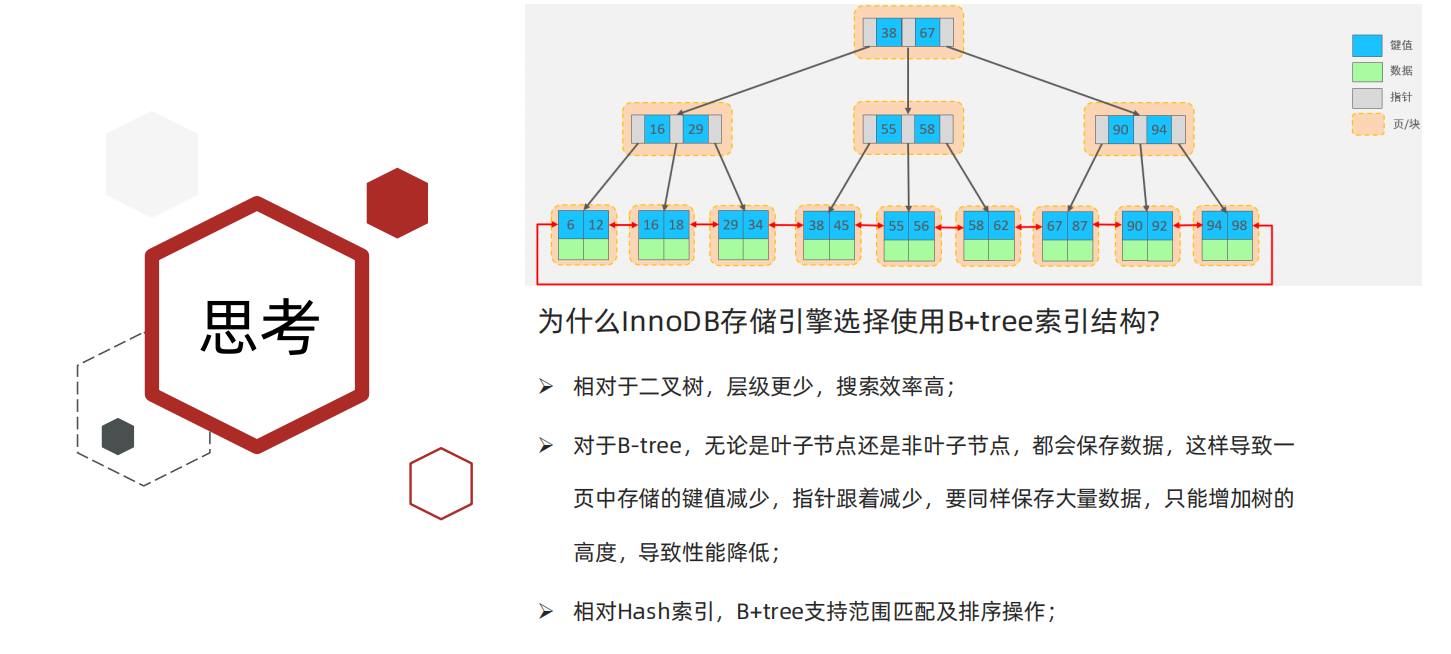 38 67
键值
数据
指针
页/块
16 29
55 58
90 94
6 12
16 18
29 34
38 45
55 56
58 62
67 87
90 92
94 98
思考
为什么InnoDB存储引擎选择使用B+tree索引结构?
相对于二叉树，层级更少，搜索效率高；
对于B-tree，无论是叶子节点还是非叶子节点，都会保存数据，这样导致一
页中存储的键值减少，指针跟着减少，要同样保存大量数据，只能增加树的
高度，导致性能降低；
相对Hash索引，B+tree支持范围匹配及排序操作；